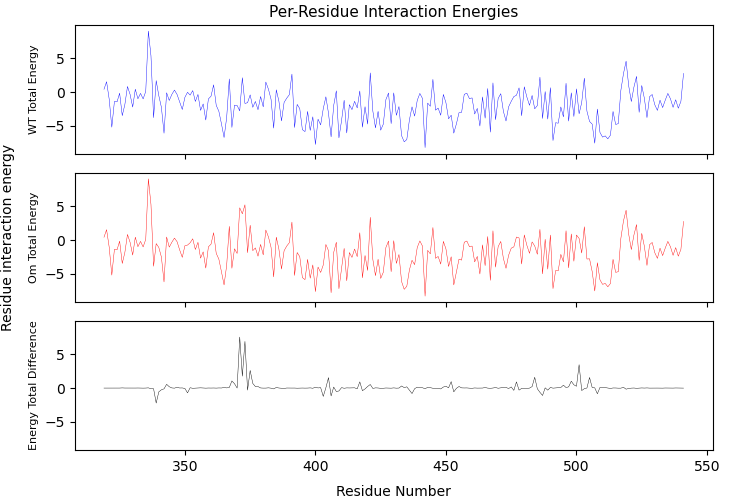 Per-Residue Interaction Energies
Residue interaction energy
WT Total Energy
5
0
−5
Om Total Energy
5
0
−5
Energy Total Difference
5
0
−5
350
400
450
500
550
Residue Number